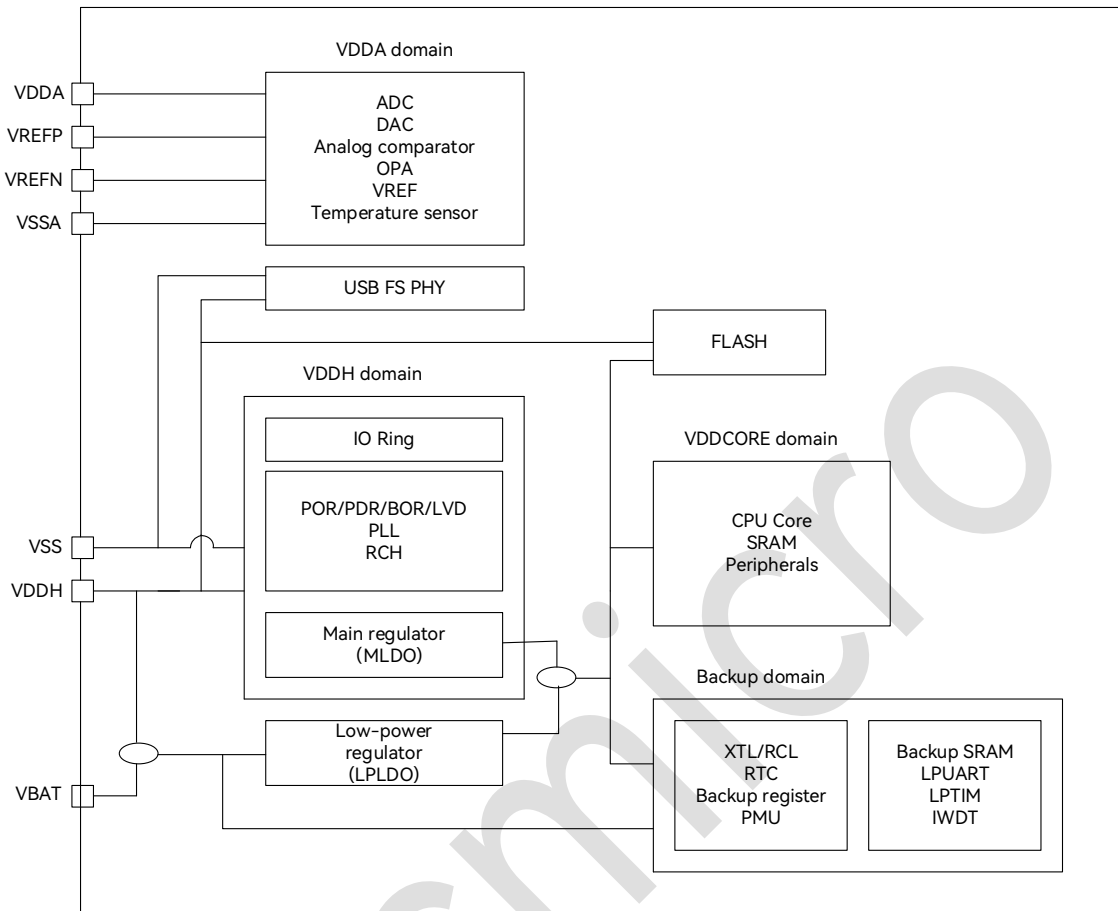 VDDA domain
VDDA
VREFP
VREFN
VSSA
ADC
DAC
Analog comparator
OPA
VREF
Temperature sensor
USB FS PHY
FLASH
VDDH domain
IO Ring
VDDCORE domain
POR/PDR/BOR/LVD
PLL
RCH
CPU Core
SRAM
Peripherals
VSS
VDDH
Main regulator
(MLDO)
Backup domain
Low-power
regulator
(LPLDO)
XTL/RCL
RTC
Backup register
PMU
Backup SRAM
LPUART
LPTIM
IWDT
VBAT
smicro